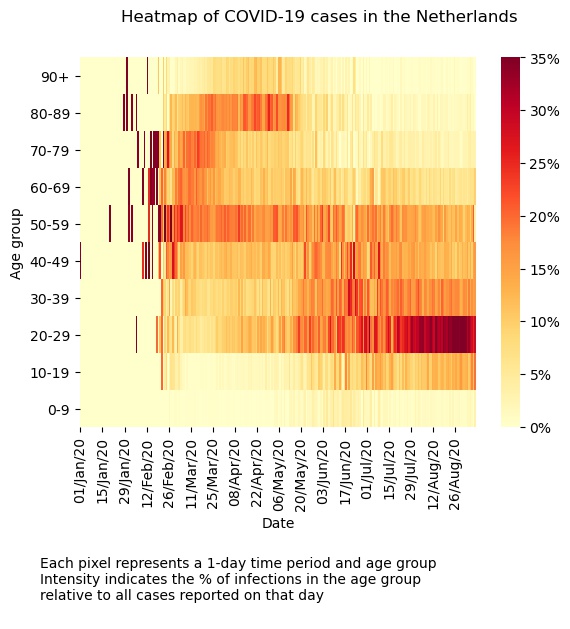 Heatmap of COVID-19 cases in the Netherlands
Age group
90+
80-89
70-79
60-69
50-59
40-49
30-39
20-29
10-19
0-9
35%
30%
25%
20%
15%
10%
5%
0%
01/Jan/20
15/Jan/20
29/Jan/20
12/Feb/20
26/Feb/20
11/Mar/20
25/Mar/20
08/Apr/20
22/Apr/20
06/May/20
20/May/20
03/Jun/20
17/Jun/20
01/Jul/20
15/Jul/20
29/Jul/20
12/Aug/20
26/Aug/20
Date
Each pixel represents a 1-day time period and age group
Intensity indicates the % of infections in the age group
relative to all cases reported on that day